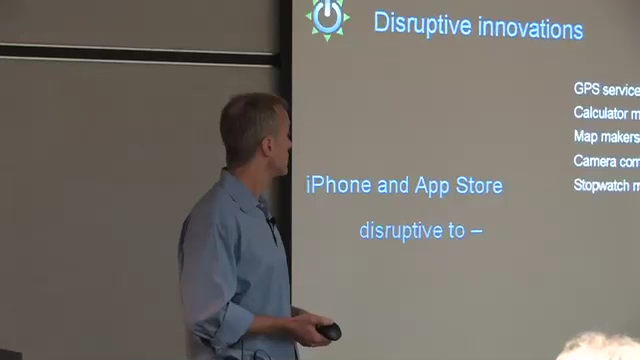 Disruptive innovations
GPS service
Calculator m
Map makers
Camera com
Stopwatch m
iPhone and App Store
disruptive to –